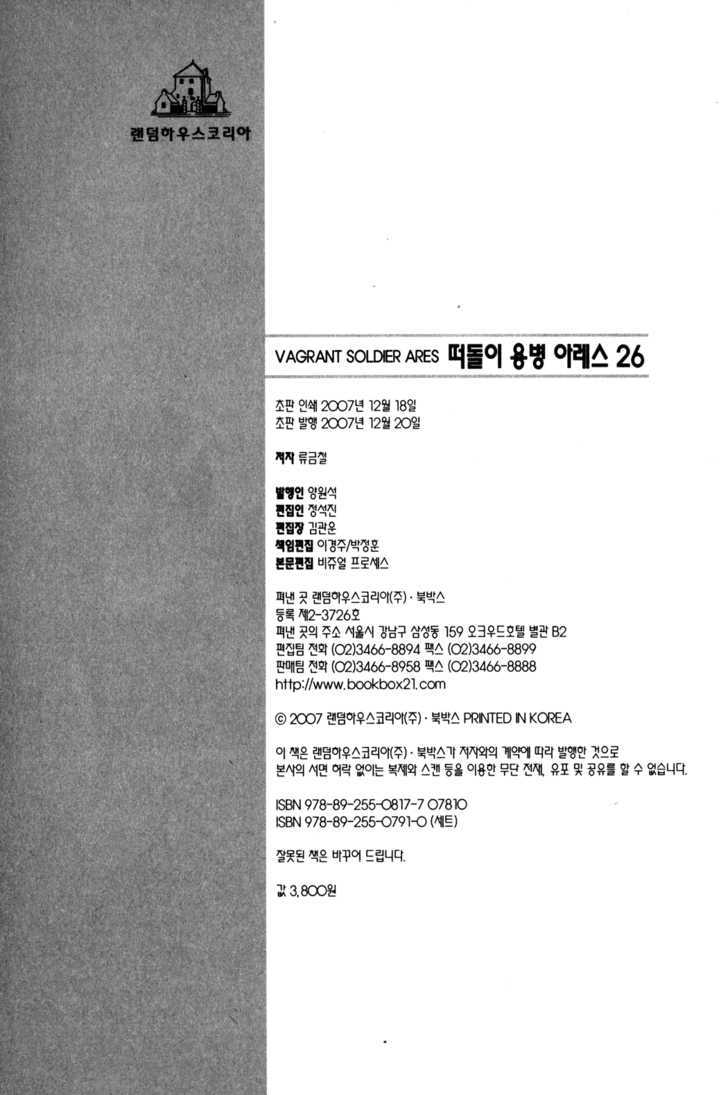 랜덤하우스코리아
VAGRANT SOLDIER ARES 떠돌이 용병 아레스 26
초판 인쇄 2007년 12월 18일
초판 발행 2007년 12월 20일
저자 류금철
발행인 양원석
편집인 정석진
편집장 김관운
책임편집 이경주/박정훈
본문편집 비쥬얼 프로세스
펴낸 곳 랜덤하우스코리아(주)·북박스
등록 제2-3726호
펴낸 곳의 주소 서울시 강남구 삼성동 159 오크우드호텔 별관 B2
편집팀 전화 (02)3466-8894 팩스 (02)3466-8899
판매팀 전화 (02)3466-8958 팩스 (02)3466-8888
http://www.bookbox21.com
© 2007 랜덤하우스코리아(주)·북박스 PRINTED IN KOREA
이 책은 랜덤하우스코리아(주)·북박스가 저자와의 계약에 따라 발행한 것으로
본사의 서면 허락 없이는 복제와 스캔 등을 이용한 무단 전재, 유포 및 공유를 할 수 없습니다.
ISBN 978-89-255-0817-7 07810
ISBN 978-89-255-0791-0 (세트)
잘못된 책은 바꾸어 드립니다.
값 3,800원